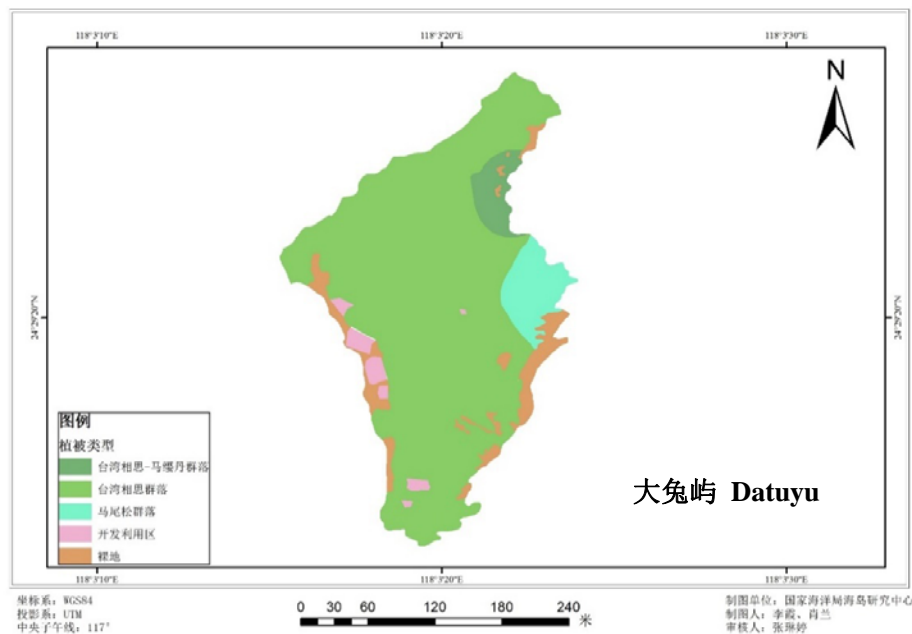 118°3′10″E 118°3′20″E 118°3′30″E
N
24°29′20″N 24°29′20″N
图例
植被类型
台湾相思-马缨丹群落
台湾相思群落
马尾松群落
开发利用区
裸地
大兔屿 Datuyu
118°3′10″E 118°3′20″E 118°3′30″E
坐标系：WGS84
投影系：UTM
中央子午线：117°
0 30 60 120 180 240
米
制图单位：国家海洋局海岛研究中心
制图人：李霞、肖兰
审核人：张琳婷